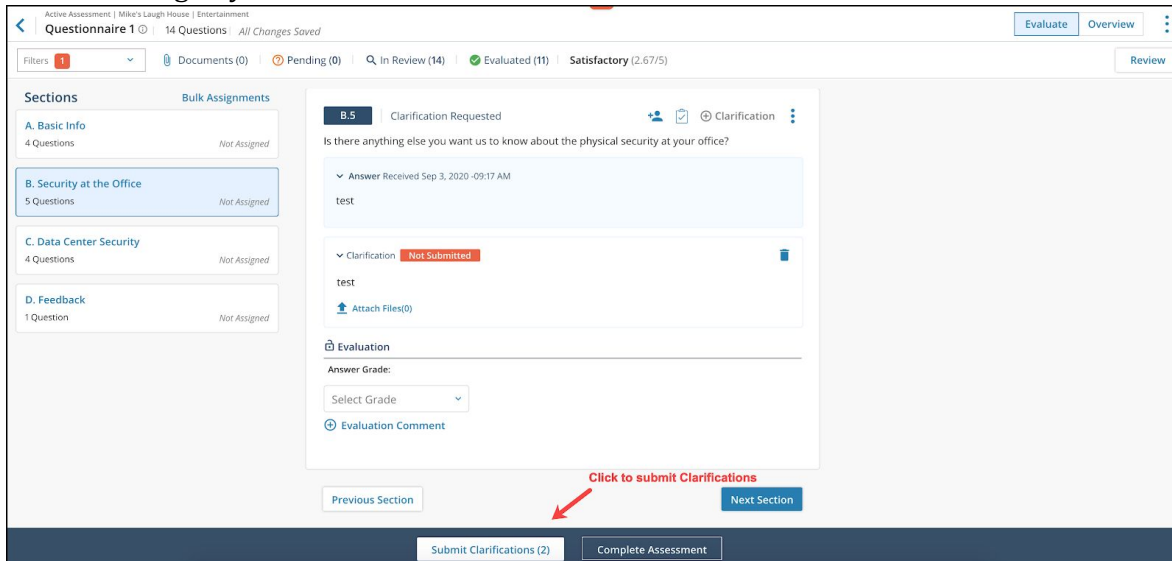 Active Assessment | Mike's Laugh House | Entertainment
Questionnaire 1 14 Questions All Changes Saved
Evaluate Overview
Filters 1 Documents (0) Pending (0) In Review (14) Evaluated (11) Satisfactory (2.67/5) Review
Sections Bulk Assignments
A. Basic Info
4 Questions Not Assigned
B. Security at the Office
5 Questions Not Assigned
C. Data Center Security
4 Questions Not Assigned
D. Feedback
1 Question Not Assigned
B.5 Clarification Requested Clarification
Is there anything else you want us to know about the physical security at your office?
Answer Received Sep 3, 2020 -09:17 AM
test
Clarification Not Submitted
test
Attach Files(0)
Evaluation
Answer Grade:
Select Grade
Evaluation Comment
Click to submit Clarifications
Previous Section Next Section
Submit Clarifications (2) Complete Assessment